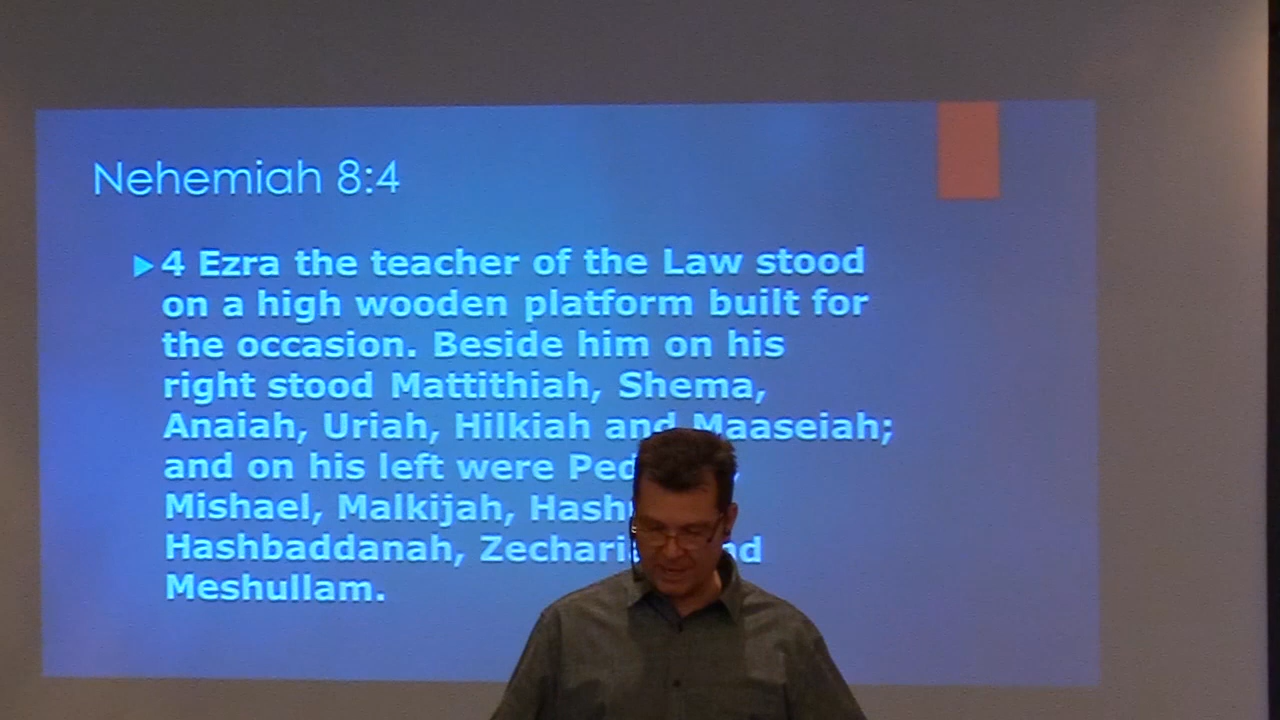 Nehemiah 8:4
4 Ezra the teacher of the Law stood
on a high wooden platform built for
the occasion. Beside him on his
right stood Mattithiah, Shema,
Anaiah, Uriah, Hilkiah and Maaseiah;
and on his left were
Mishael, Malkijah,
Hashbaddanah,
Meshullam.